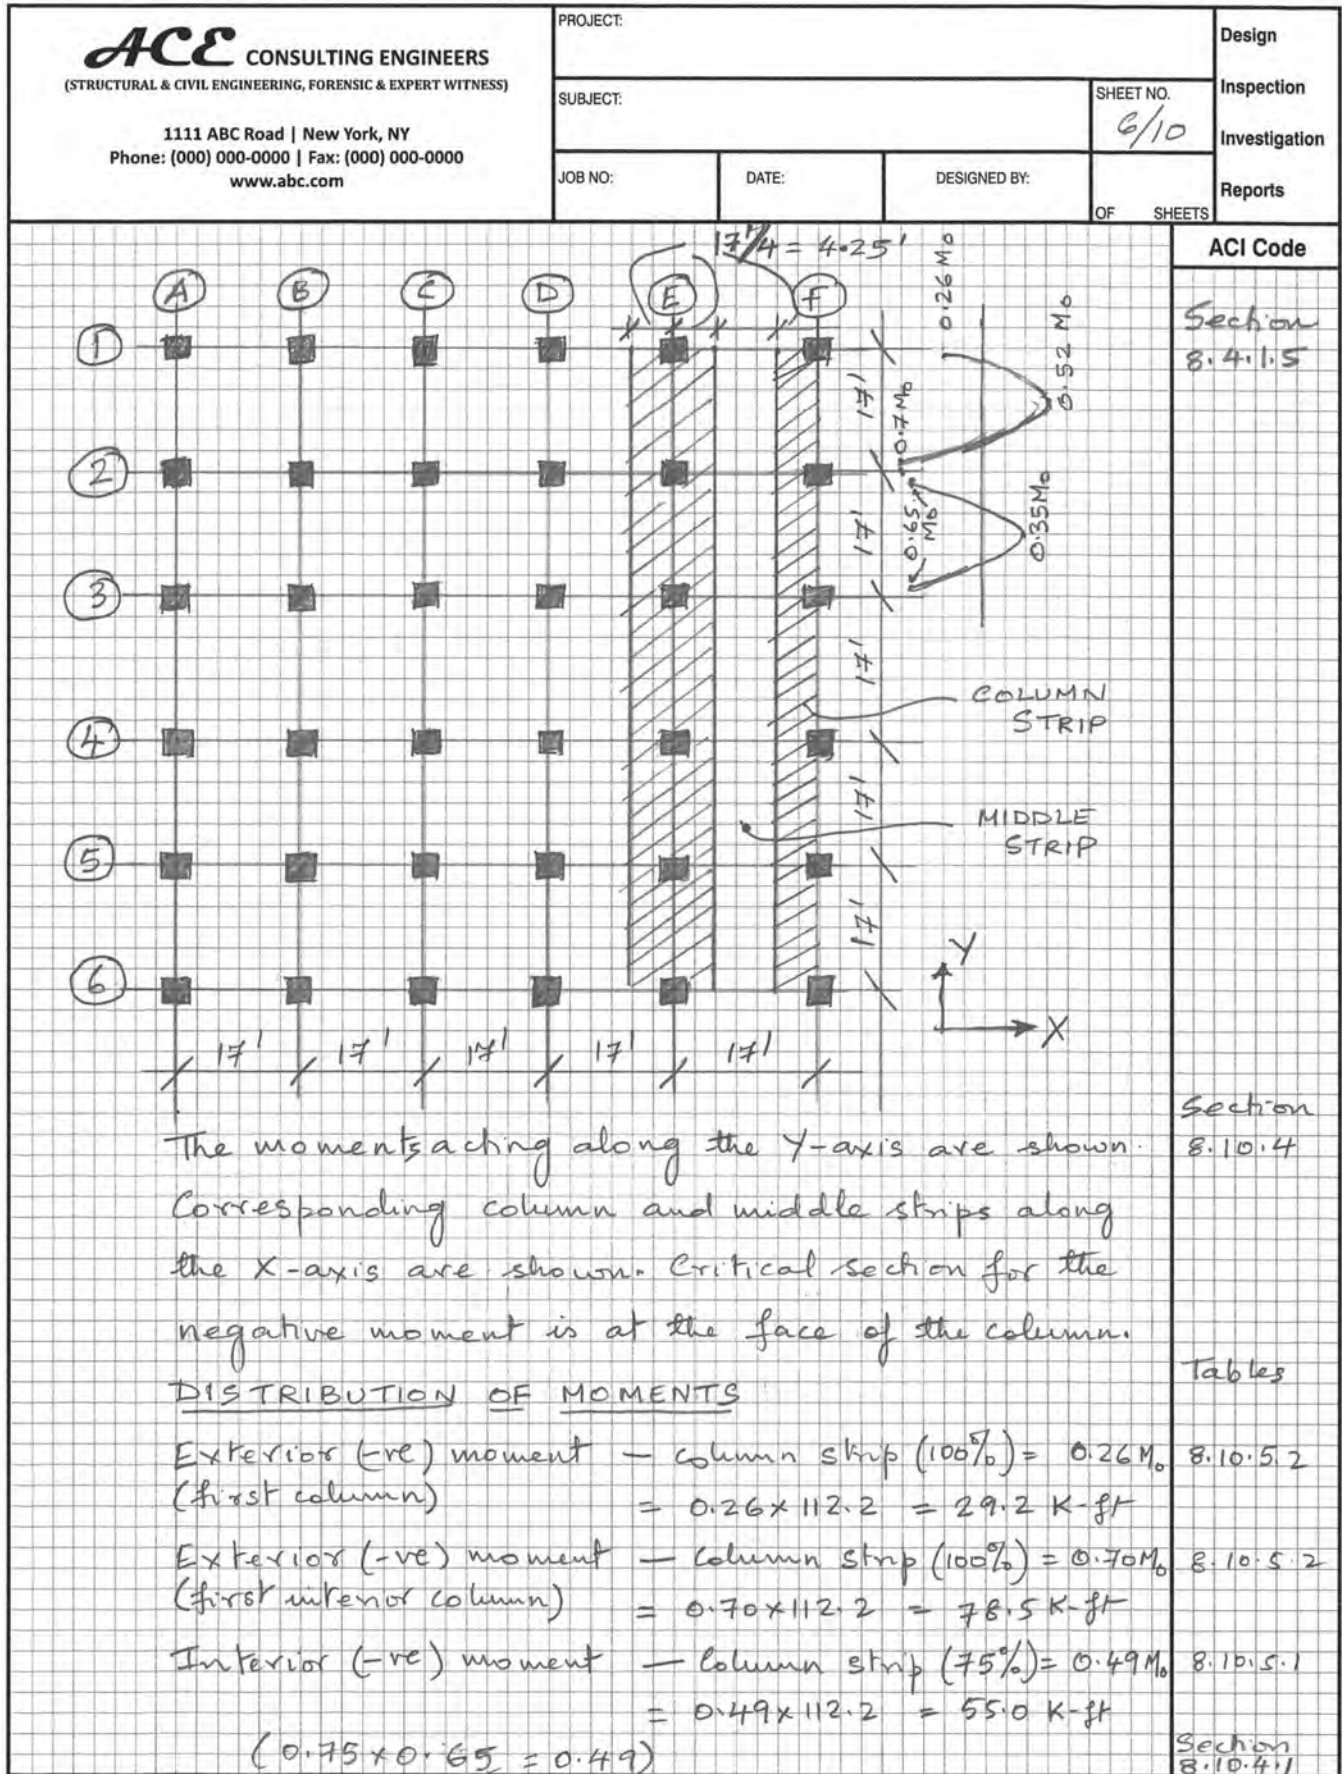 ACE CONSULTING ENGINEERS
(STRUCTURAL & CIVIL ENGINEERING, FORENSIC & EXPERT WITNESS)
1111 ABC Road | New York, NY
Phone: (000) 000-0000 | Fax: (000) 000-0000
www.abc.com
PROJECT:
SUBJECT:
SHEET NO.
6/10
JOB NO:
DATE:
DESIGNED BY:
OF SHEETS
Design
Inspection
Investigation
Reports
ACI Code
17'/4 = 4.25'
A B C D E F
1
2
3
4
5
6
17'
17'
17'
17'
17'
0.26 Mo
0.52 Mo
0.7Mo
0.65 Mo
0.35Mo
Section
8.4.1.5
COLUMN
STRIP
MIDDLE
STRIP
Y
X
17' 17' 17' 17' 17'
Section
The moments acting along the Y-axis are shown. 8.10.4
Corresponding column and middle strips along
the X-axis are shown. Critical section for the
negative moment is at the face of the column.
Tables
DISTRIBUTION OF MOMENTS
Exterior (-ve) moment — column strip (100%) = 0.26Mo 8.10.5.2
(first column) = 0.26 x 112.2 = 29.2 K-ft
Exterior (-ve) moment — Column strip (100%) = 0.70Mo 8.10.5.2
(first interior column) = 0.70 x 112.2 = 78.5 K-ft
Interior (-ve) moment — Column strip (75%) = 0.49Mo 8.10.5.1
= 0.49 x 112.2 = 55.0 K-ft
(0.75 x 0.65 = 0.49)
Section
8.10.4.1